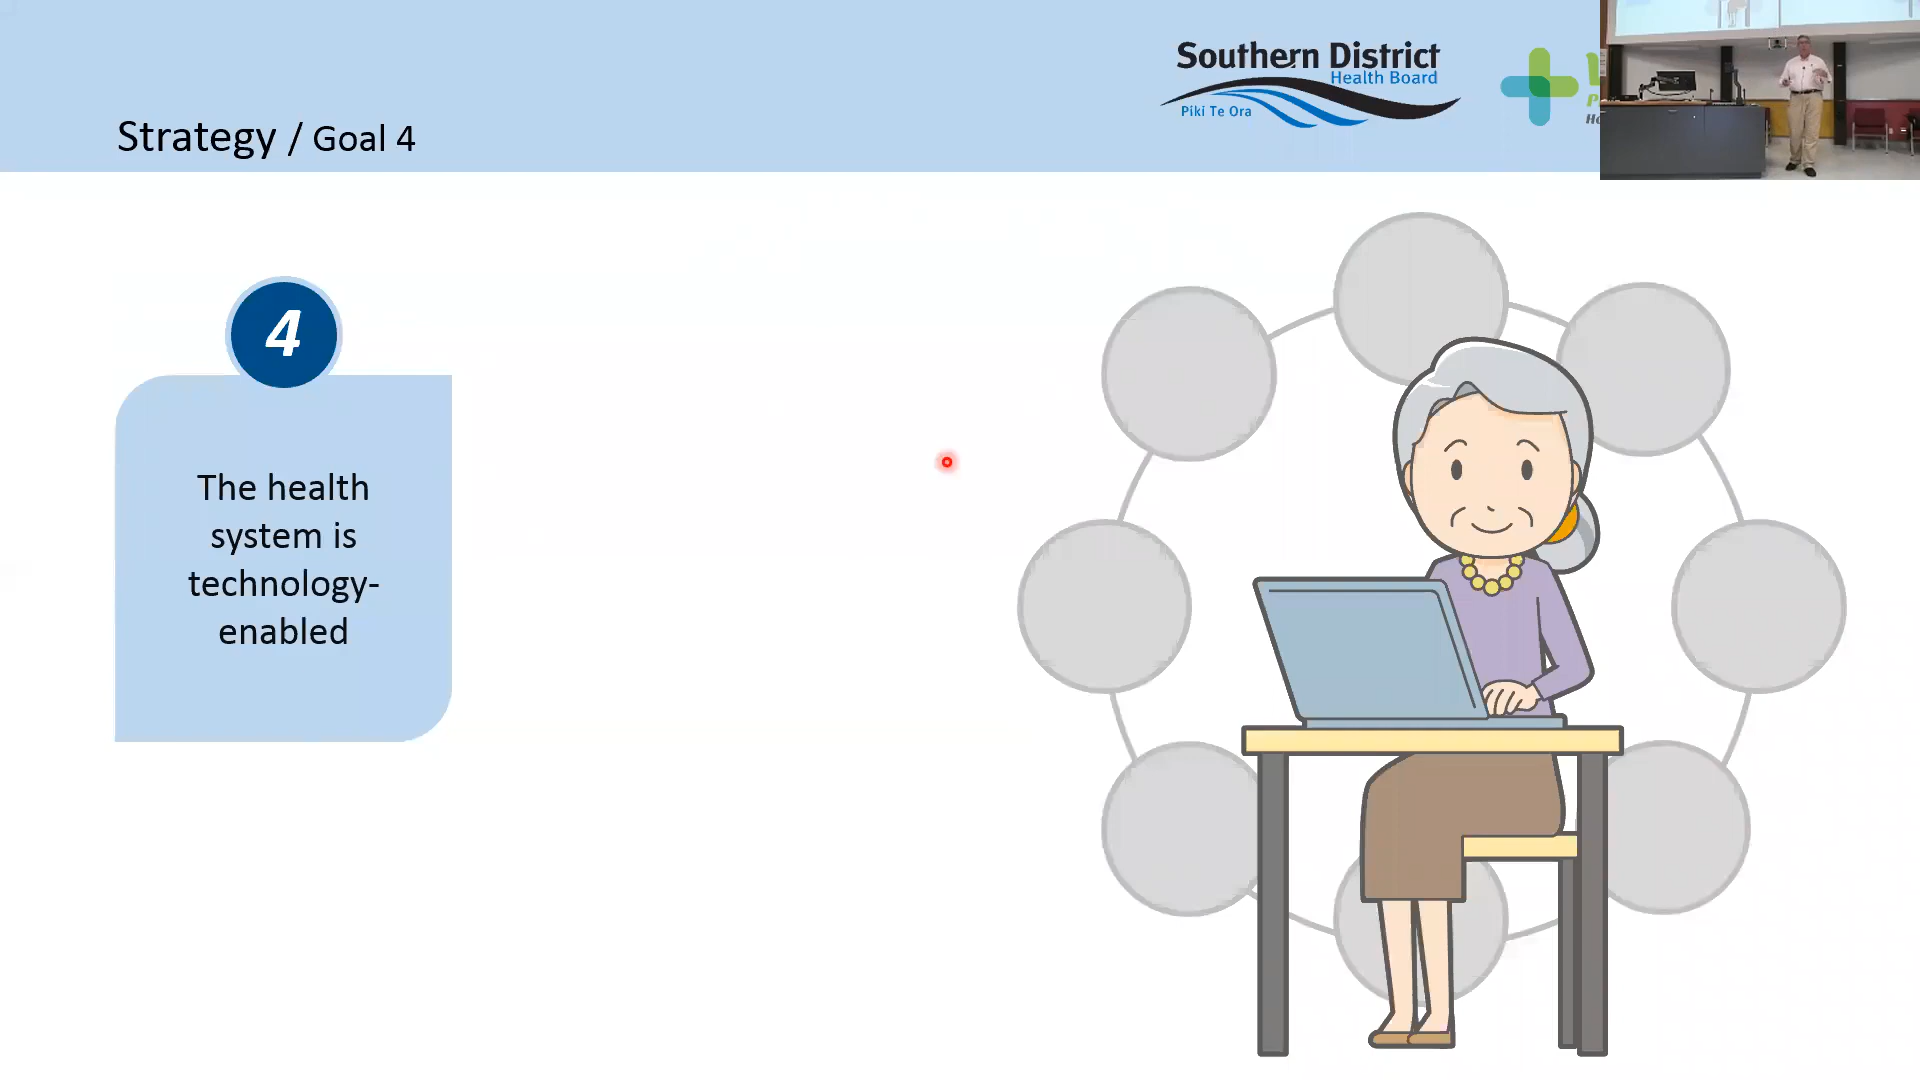 Southern District
Health Board
Piki Te Ora
Strategy / Goal 4
4
The health
system is
technology-
enabled